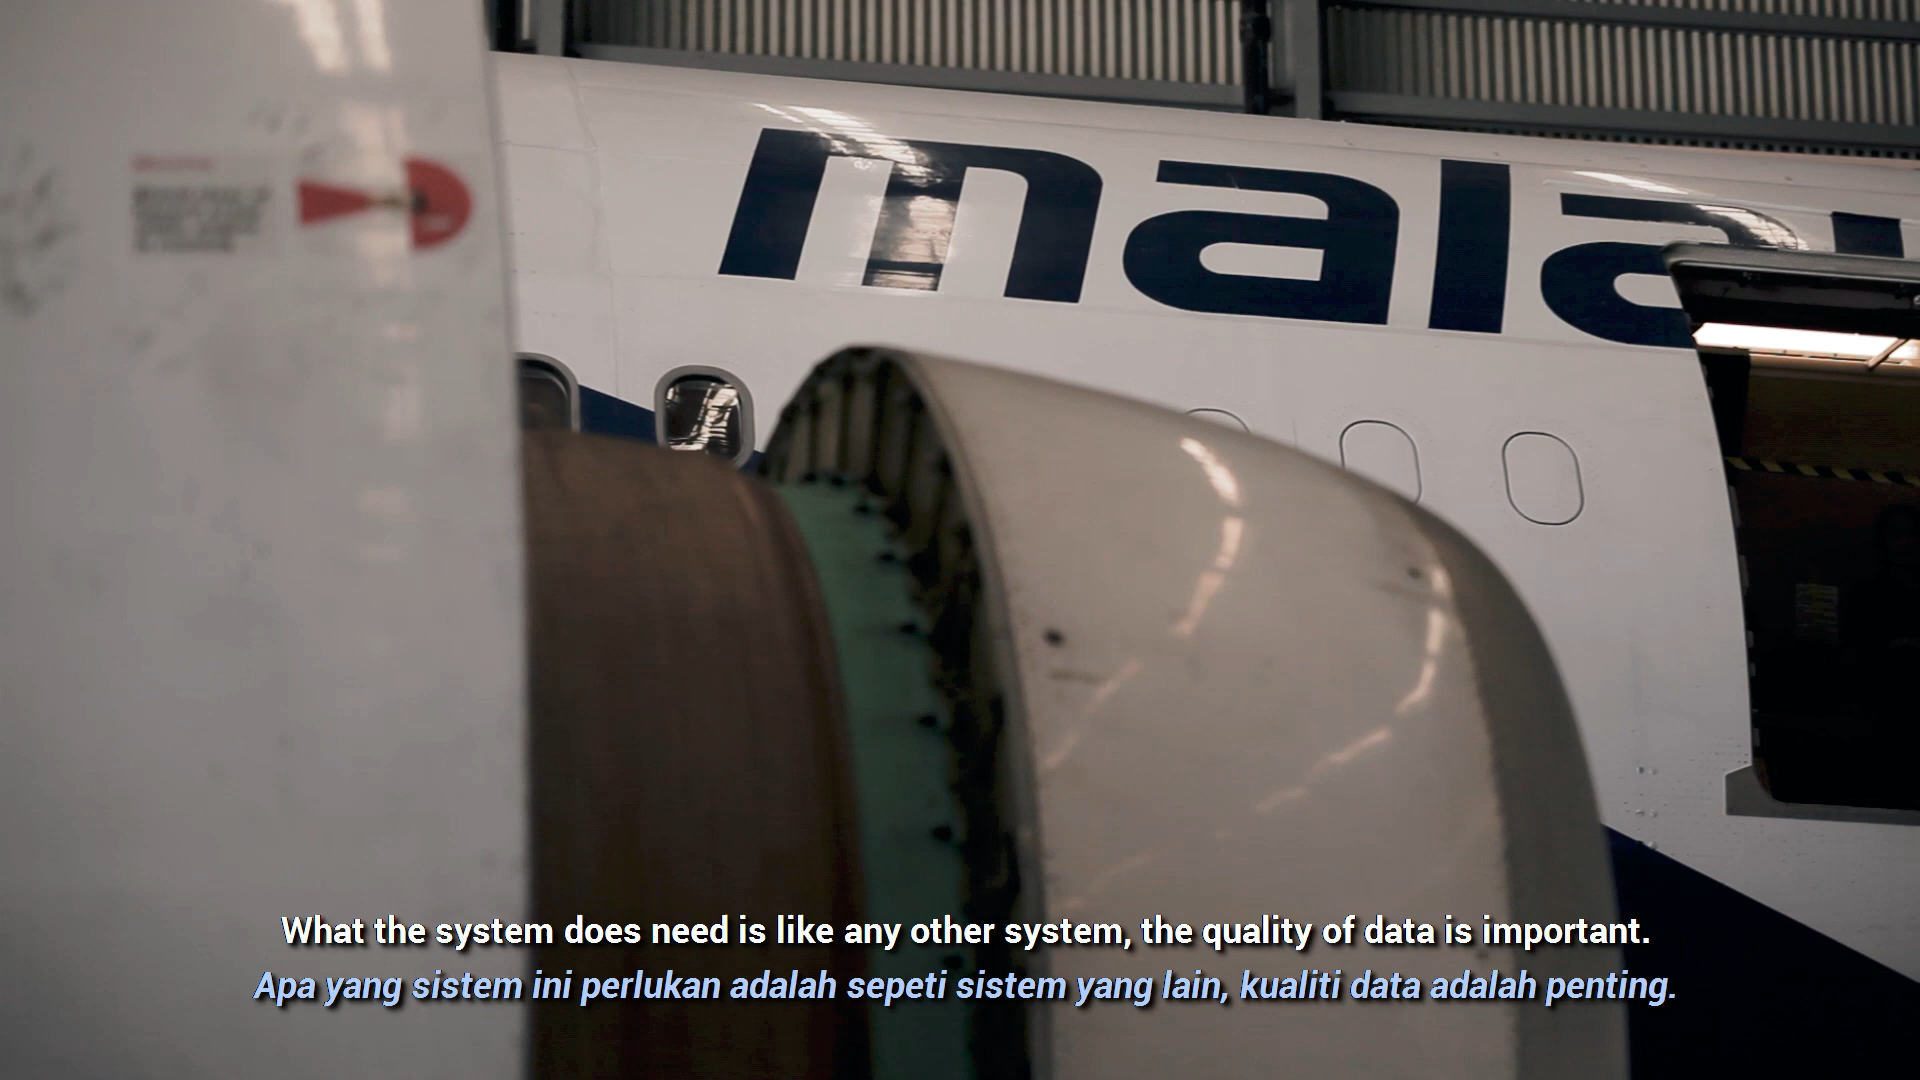 mala
What the system does need is like any other system, the quality of data is important.
Apa yang sistem ini perlukan adalah sepeti sistem yang lain, kualiti data adalah penting.